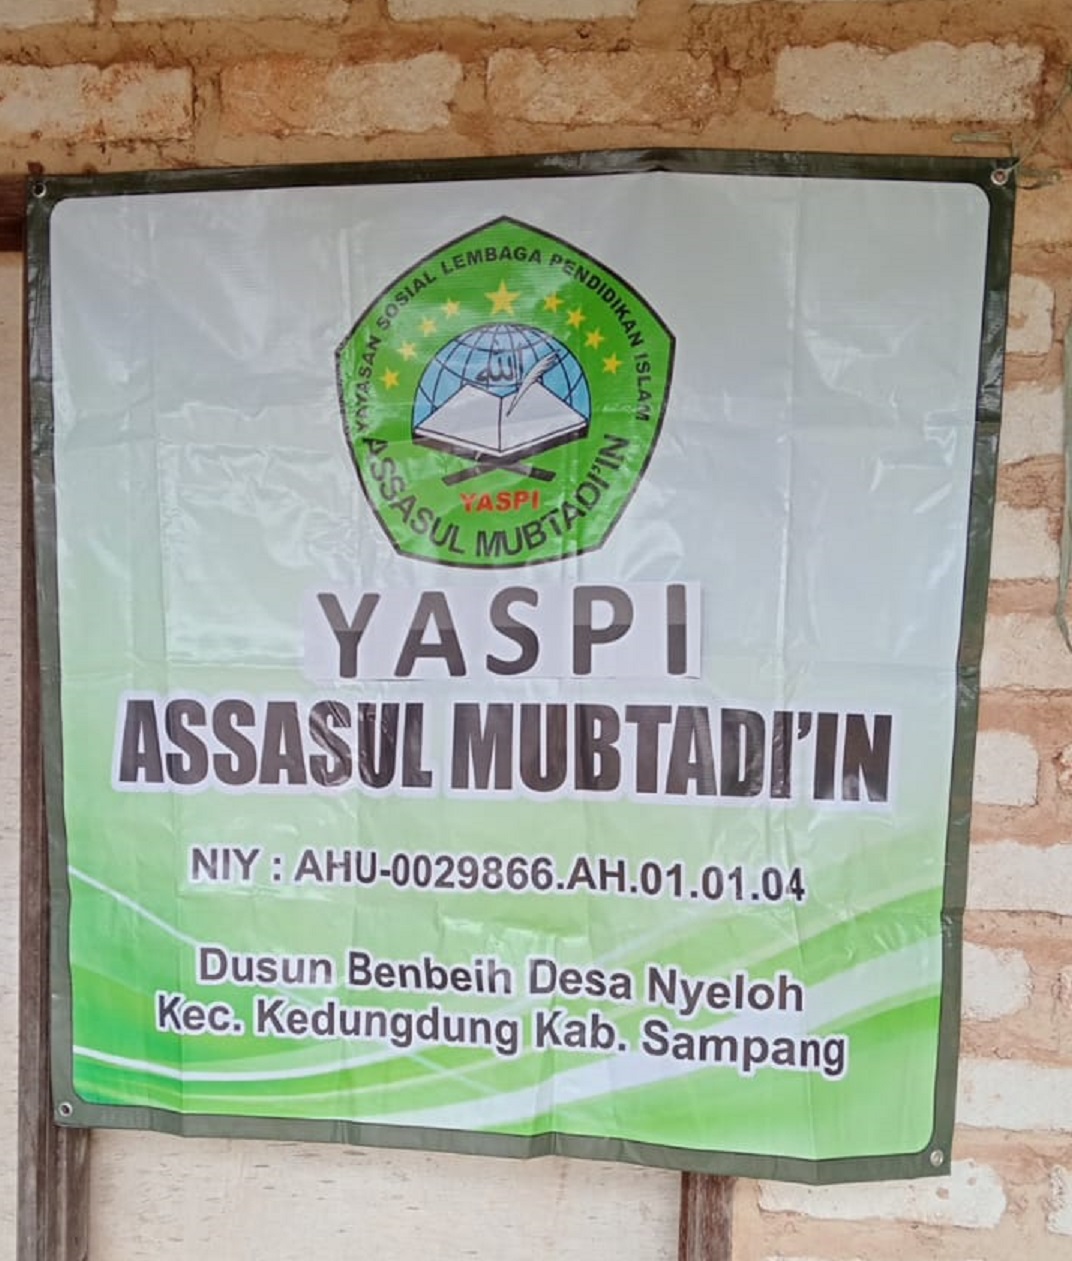 YAYASAN SOSIAL LEMBAGA PENDIDIKAN ISLAM
الله
YASPI
ASSASUL MUBTADI'IN
YASPI
ASSASUL MUBTADI'IN
NIY : AHU-0029866.AH.01.01.04
Dusun Benbeih Desa Nyeloh
Kec. Kedungdung Kab. Sampang